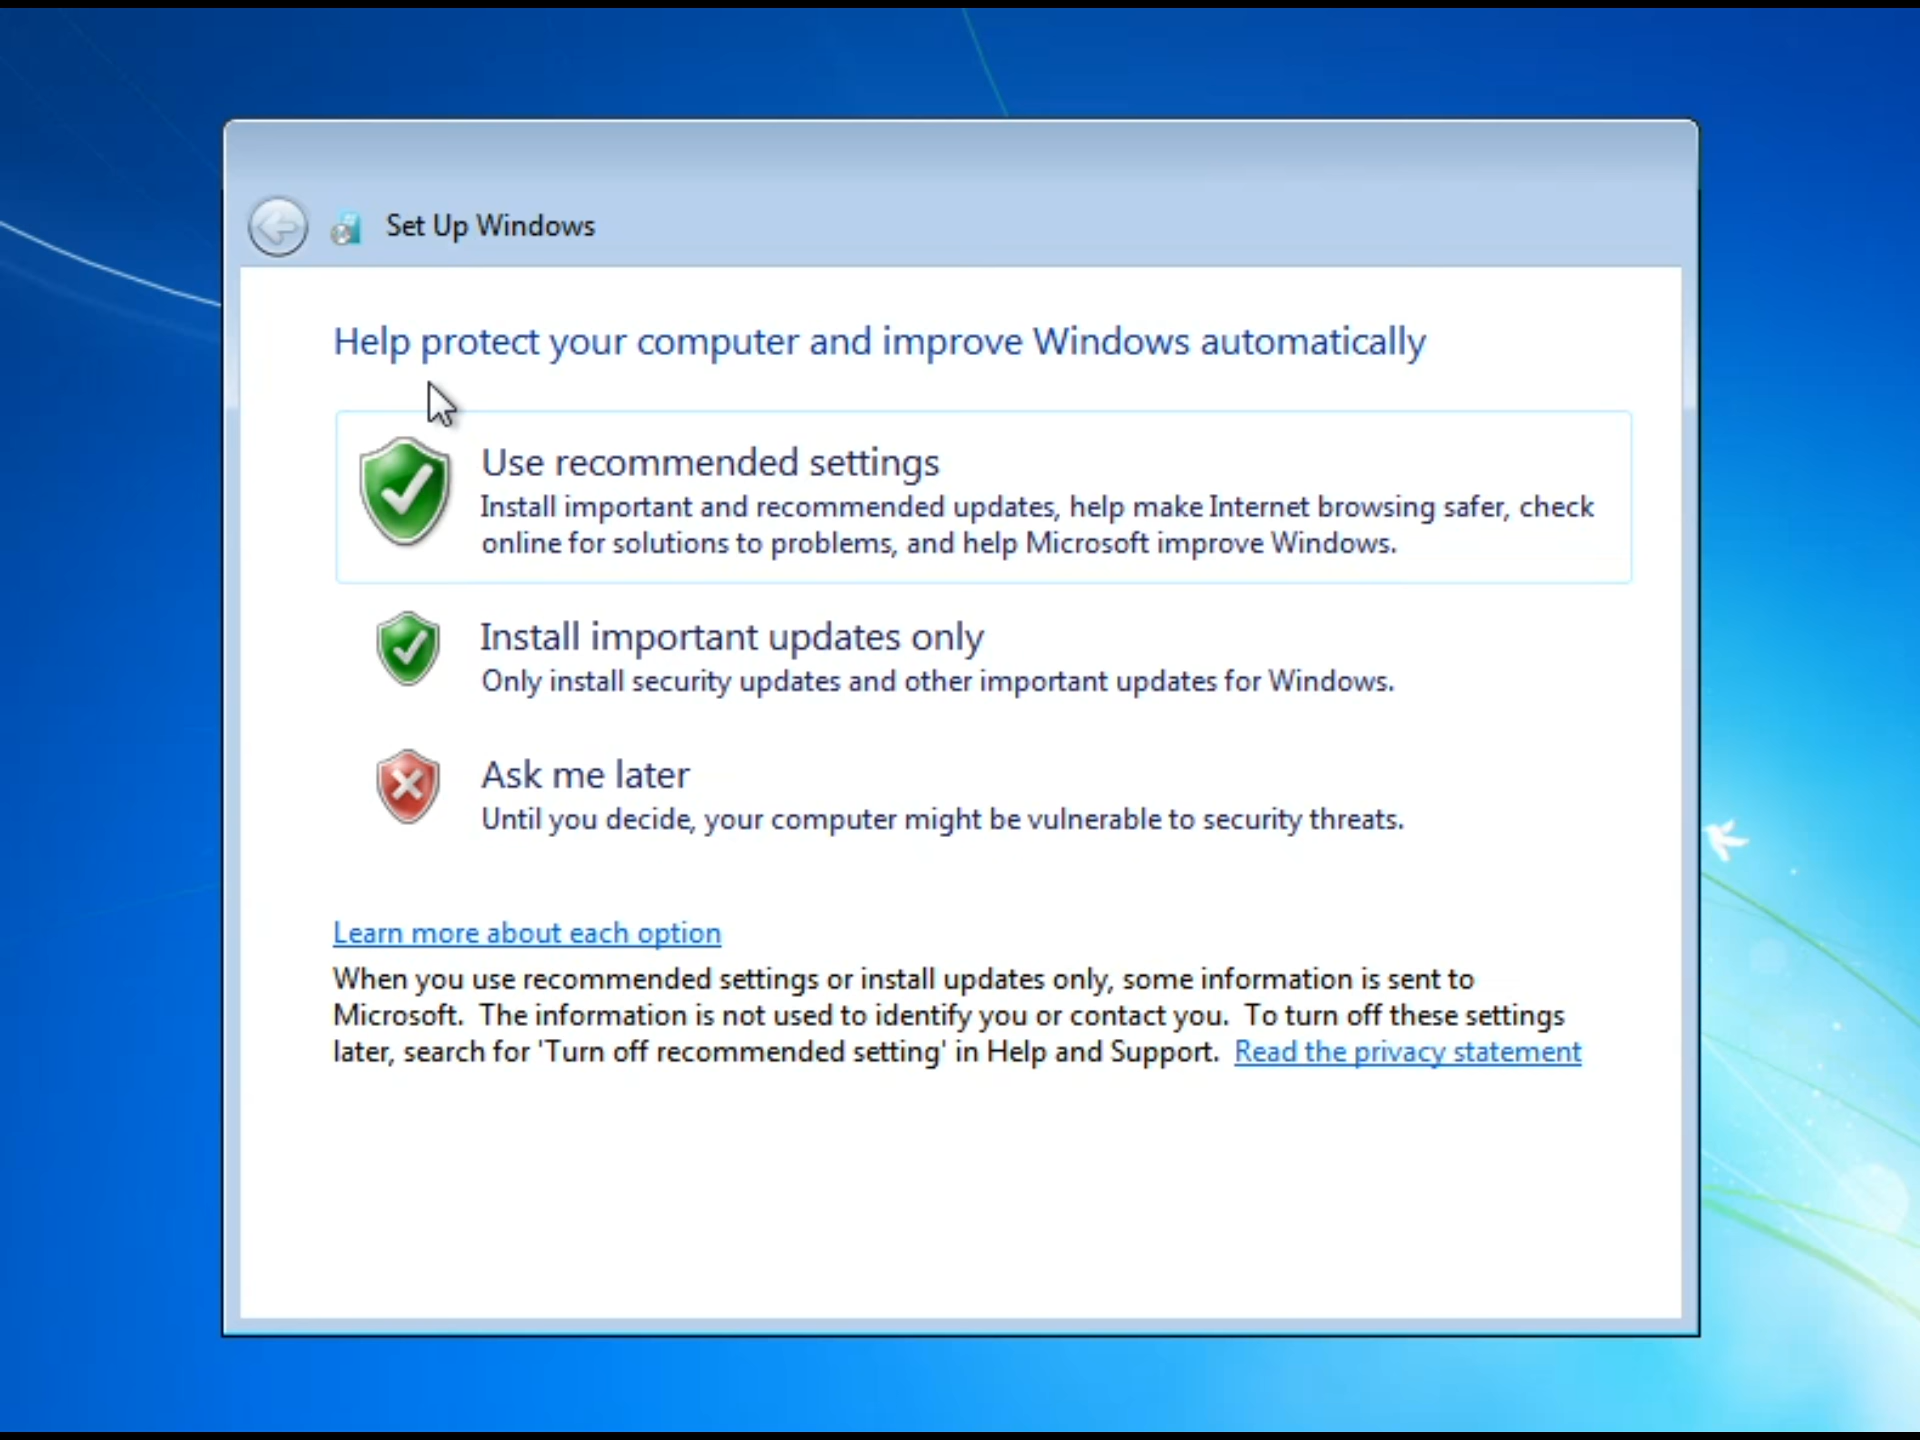 Set Up Windows
Help protect your computer and improve Windows automatically
Use recommended settings
Install important and recommended updates, help make Internet browsing safer, check
online for solutions to problems, and help Microsoft improve Windows.
Install important updates only
Only install security updates and other important updates for Windows.
Ask me later
Until you decide, your computer might be vulnerable to security threats.
Learn more about each option
When you use recommended settings or install updates only, some information is sent to
Microsoft.  The information is not used to identify you or contact you.  To turn off these settings
later, search for 'Turn off recommended setting' in Help and Support.  Read the privacy statement